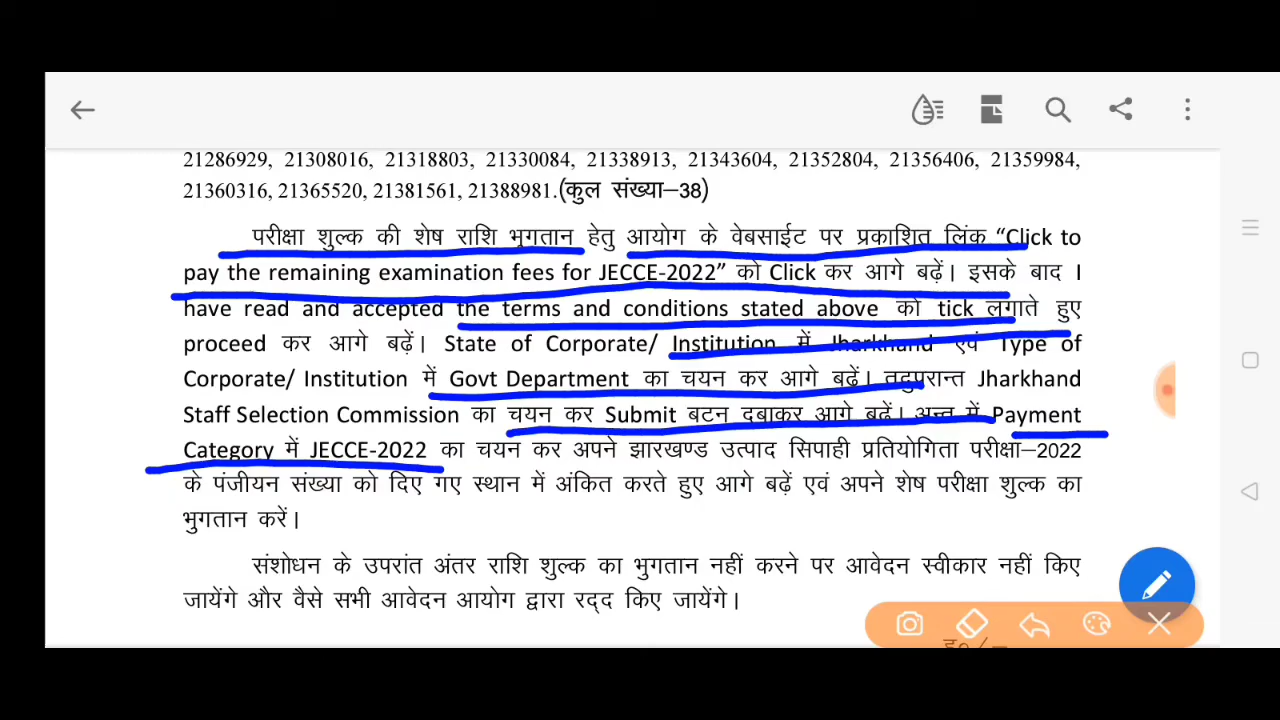 21286929, 21308016, 21318803, 21330084, 21338913, 21343604, 21352804, 21356406, 21359984,
21360316, 21365520, 21381561, 21388981.(कुल संख्या–38)
परीक्षा शुल्क की शेष राशि भुगतान हेतु आयोग के वेबसाईट पर प्रकाशित लिंक “Click to
pay the remaining examination fees for JECCE-2022” को Click कर आगे बढ़ें। इसके बाद I
have read and accepted the terms and conditions stated above को tick लगाते हुए
proceed कर आगे बढ़ें। State of Corporate/ Institution में Jharkhand एवं Type of
Corporate/ Institution में Govt Department का चयन कर आगे बढ़ें। तदुपरान्त Jharkhand
Staff Selection Commission का चयन कर Submit बटन दबाकर आगे बढ़ें। अन्त में Payment
Category में JECCE-2022 का चयन कर अपने झारखण्ड उत्पाद सिपाही प्रतियोगिता परीक्षा–2022
के पंजीयन संख्या को दिए गए स्थान में अंकित करते हुए आगे बढ़ें एवं अपने शेष परीक्षा शुल्क का
भुगतान करें।
संशोधन के उपरांत अंतर राशि शुल्क का भुगतान नहीं करने पर आवेदन स्वीकार नहीं किए
जायेंगे और वैसे सभी आवेदन आयोग द्वारा रद्द किए जायेंगे।